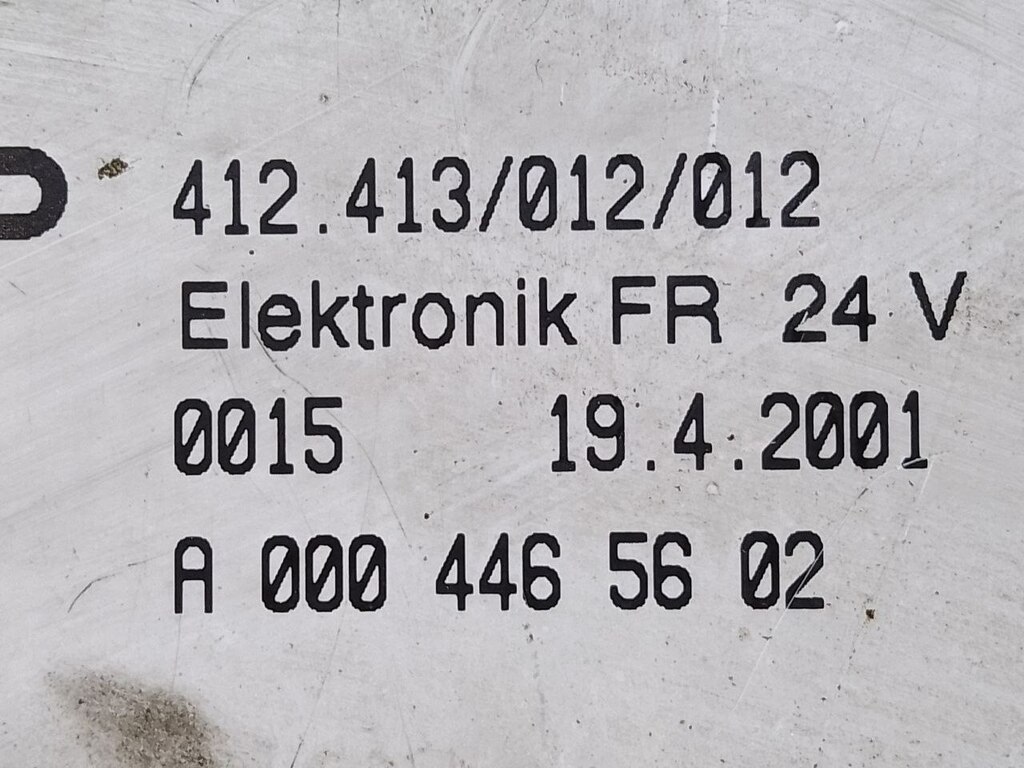 412.413/012/012
Elektronik FR 24 V
0015 19.4.2001
A 000 446 56 02